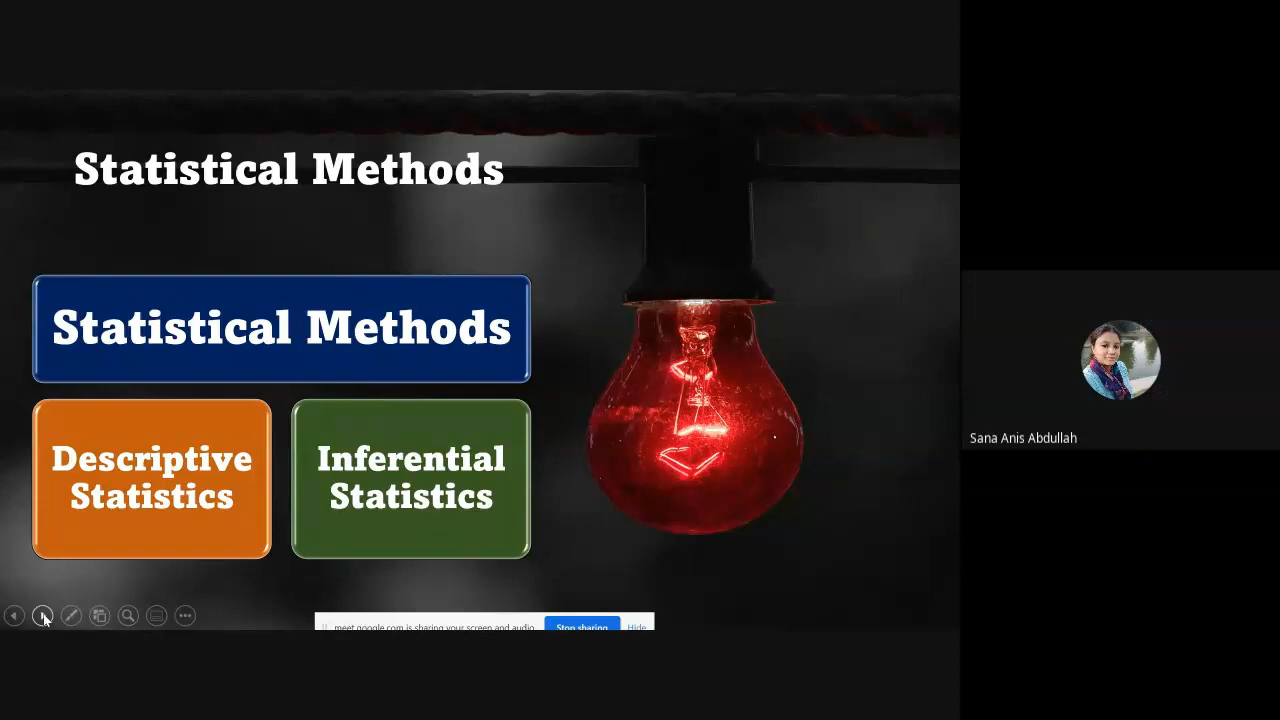 Statistical Methods
Statistical Methods
Descriptive
Statistics
Inferential
Statistics
Sana Anis Abdullah
meet.google.com is sharing your screen and audio.
Stop sharing
Hide